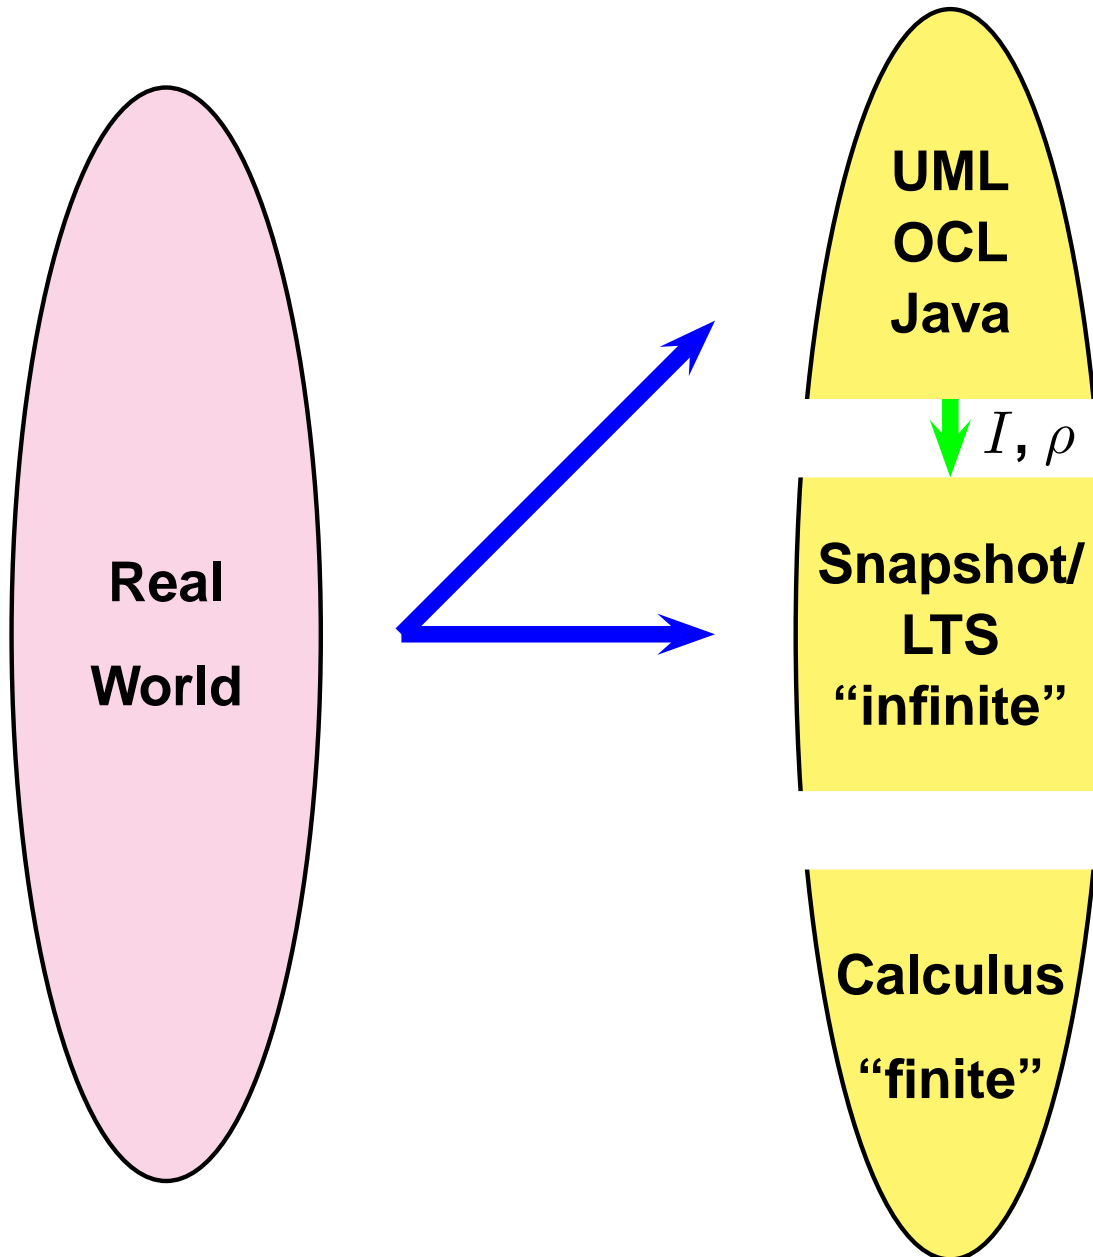 Real
World
UML
OCL
Java
I, ρ
Snapshot/
LTS
“infinite”
Calculus
“finite”